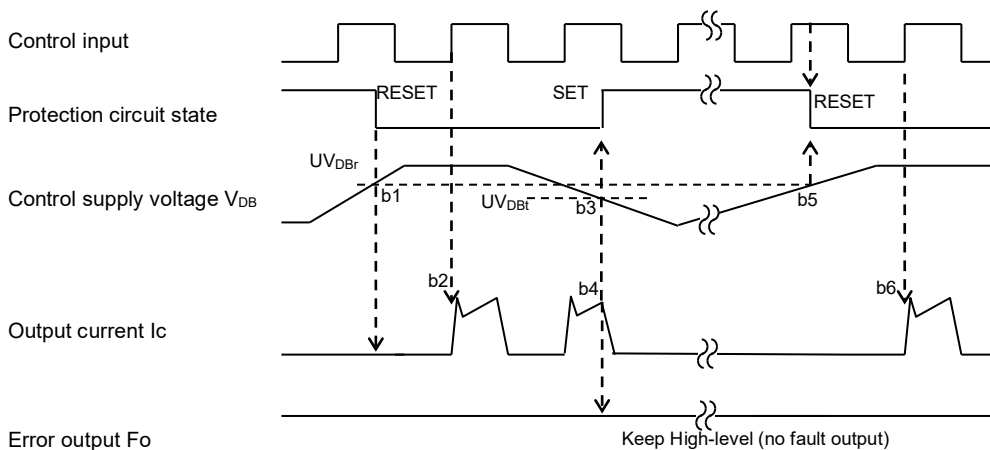 Control input
RESET
SET
RESET
Protection circuit state
UVDBr
b1
Control supply voltage VDB
UVDBt
b3
b5
b2
b4
b6
Output current Ic
Error output Fo
Keep High-level (no fault output)